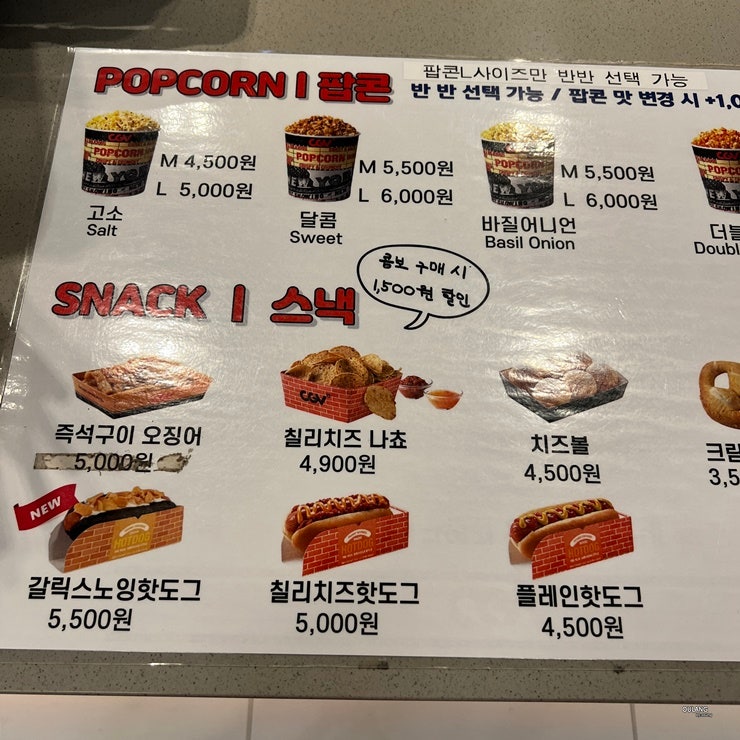 POPCORN | 팝콘
팝콘L사이즈만 반반 선택 가능
반 반 선택 가능 / 팝콘 맛 변경 시 +1,0
POPCORN
POPCORN
POPCORN
M 4,500원
L 5,000원
M 5,500원
L 6,000원
M 5,500원
L 6,000원
고소
Salt
달콤
Sweet
바질어니언
Basil Onion
더블
Doubl
콤보 구매 시
1,500원 할인
SNACK | 스낵
CGV
즉석구이 오징어
5,000원
칠리치즈 나쵸
4,900원
치즈볼
4,500원
크림
3,5
NEW
HOTDOG
HOTDOG
HOTDOG
갈릭스노잉핫도그
5,500원
칠리치즈핫도그
5,000원
플레인핫도그
4,500원